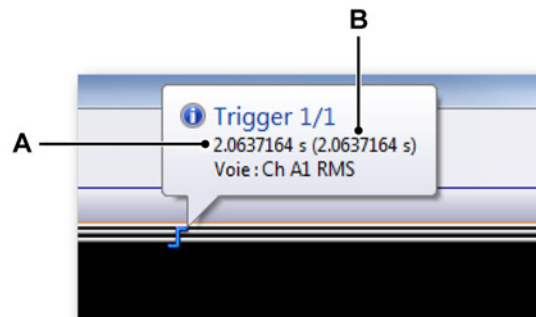 B
A
Trigger 1/1
2.0637164 s (2.0637164 s)
Voie : Ch A1 RMS